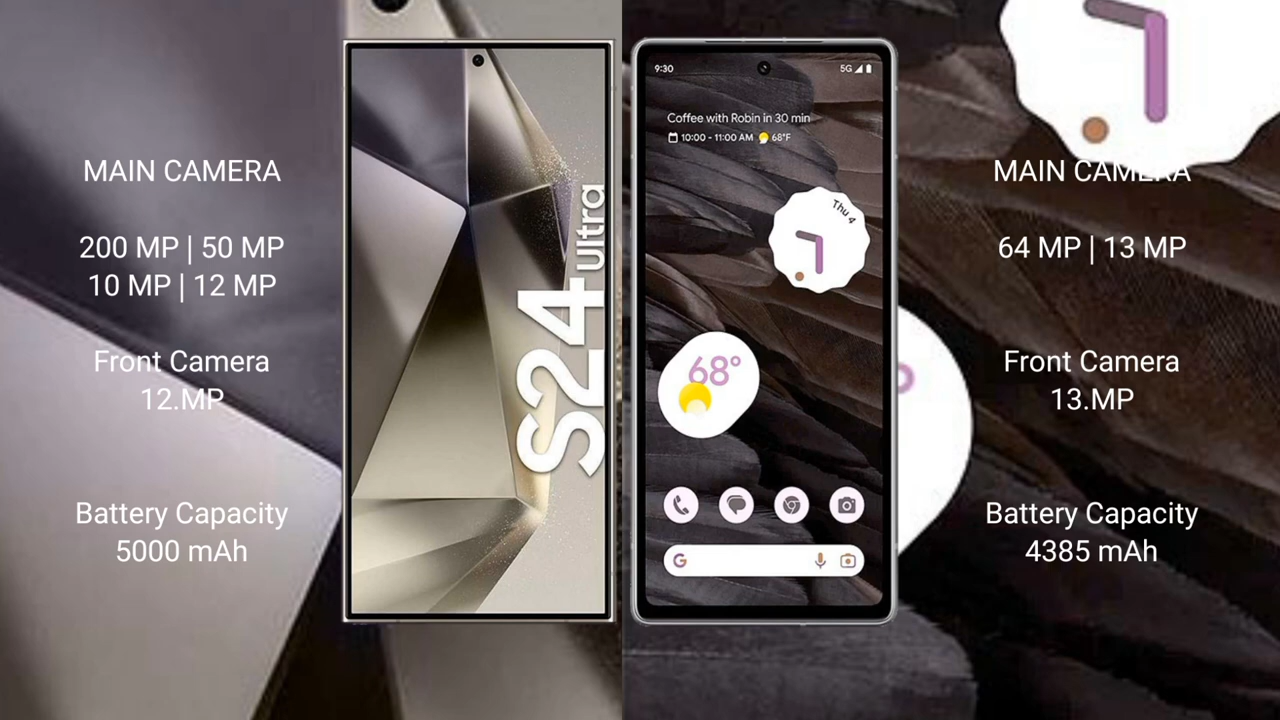 MAIN CAMERA
200 MP | 50 MP
10 MP | 12 MP
Front Camera
12.MP
Battery Capacity
5000 mAh
S24 ultra
9:30
5G
Coffee with Robin in 30 min
10:00 - 11:00 AM 68°F
Thu 4
68°
G
MAIN CAMERA
64 MP | 13 MP
Front Camera
13.MP
Battery Capacity
4385 mAh